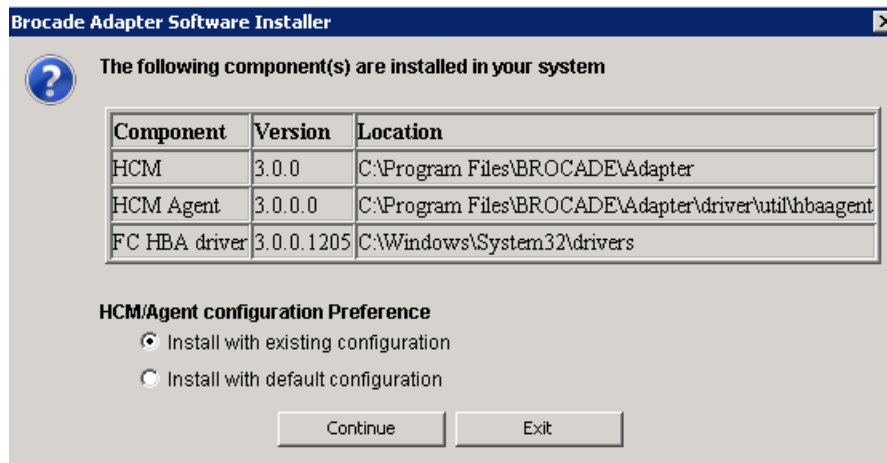 Brocade Adapter Software Installer
The following component(s) are installed in your system
Component Version Location
HCM 3.0.0 C:\Program Files\BROCADE\Adapter
HCM Agent 3.0.0.0 C:\Program Files\BROCADE\Adapter\driver\util\hbaagent
FC HBA driver 3.0.0.1205 C:\Windows\System32\drivers
HCM/Agent configuration Preference
Install with existing configuration
Install with default configuration
Continue Exit